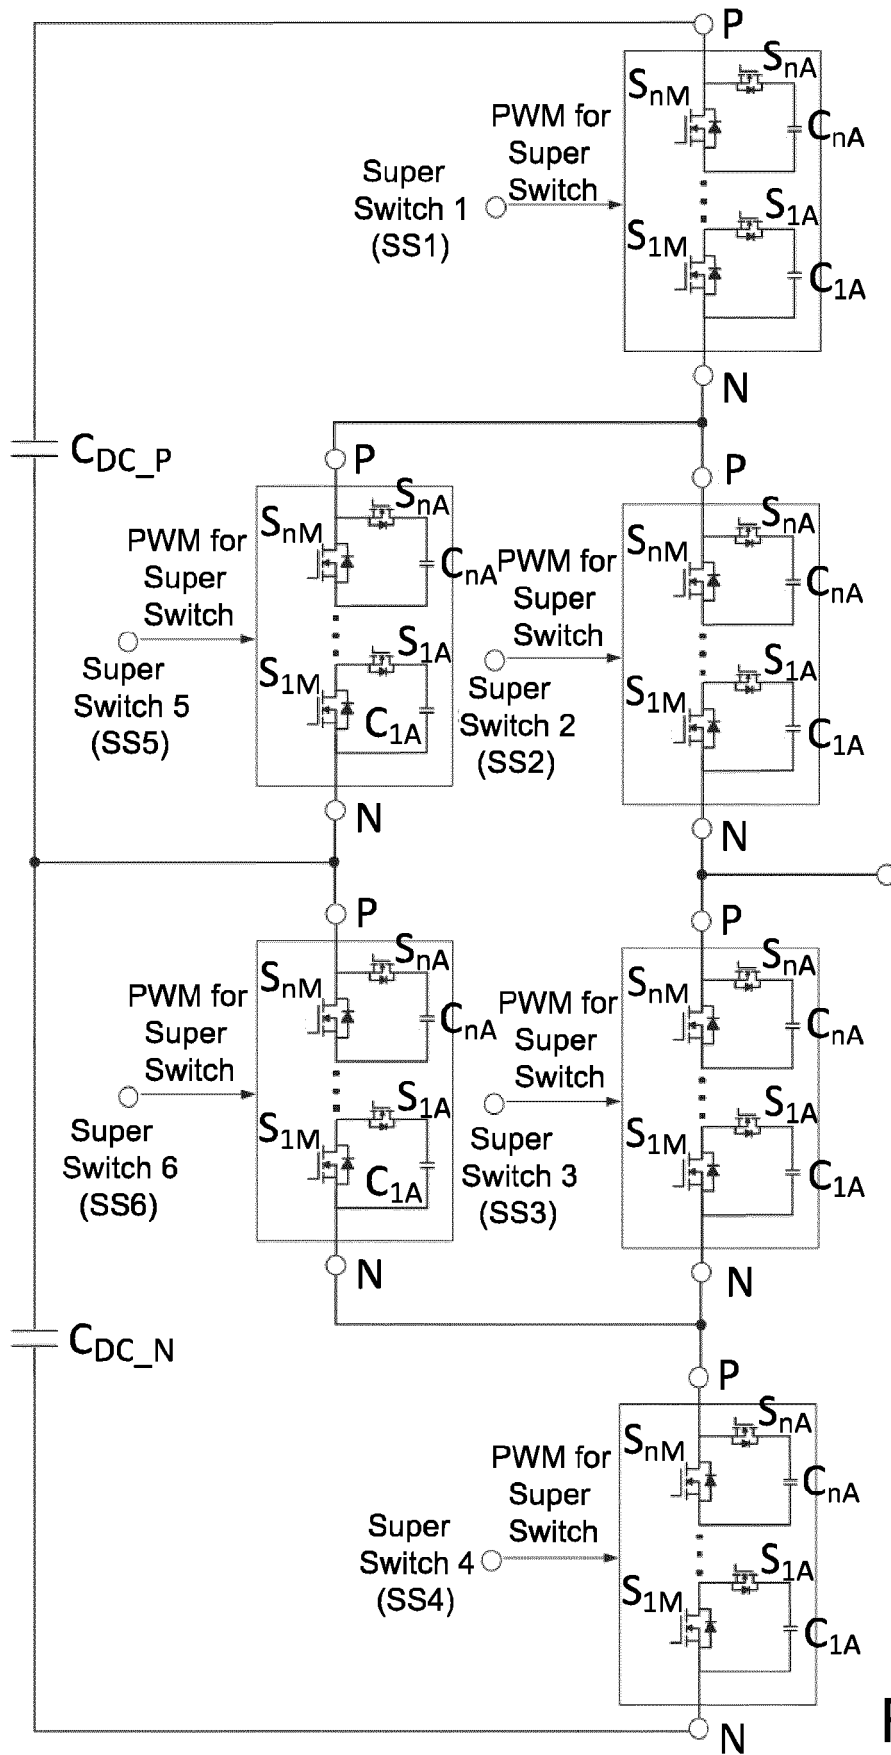 P
SnA
SnM
CnA
PWM for
Super
Switch
Super
Switch 1
(SS1)
S1A
S1M
C1A
N
CDC_P
P
SnA
SnM
CnA
PWM for
Super
Switch
S1A
S1M
C1A
Super
Switch 5
(SS5)
N
P
SnA
SnM
CnA
PWM for
Super
Switch
S1A
S1M
C1A
Super
Switch 2
(SS2)
N
P
SnA
SnM
CnA
PWM for
Super
Switch
S1A
S1M
C1A
Super
Switch 6
(SS6)
N
P
SnA
SnM
CnA
PWM for
Super
Switch
S1A
S1M
C1A
Super
Switch 3
(SS3)
N
CDC_N
P
SnA
SnM
CnA
PWM for
Super
Switch
Super
Switch 4
(SS4)
S1A
S1M
C1A
N